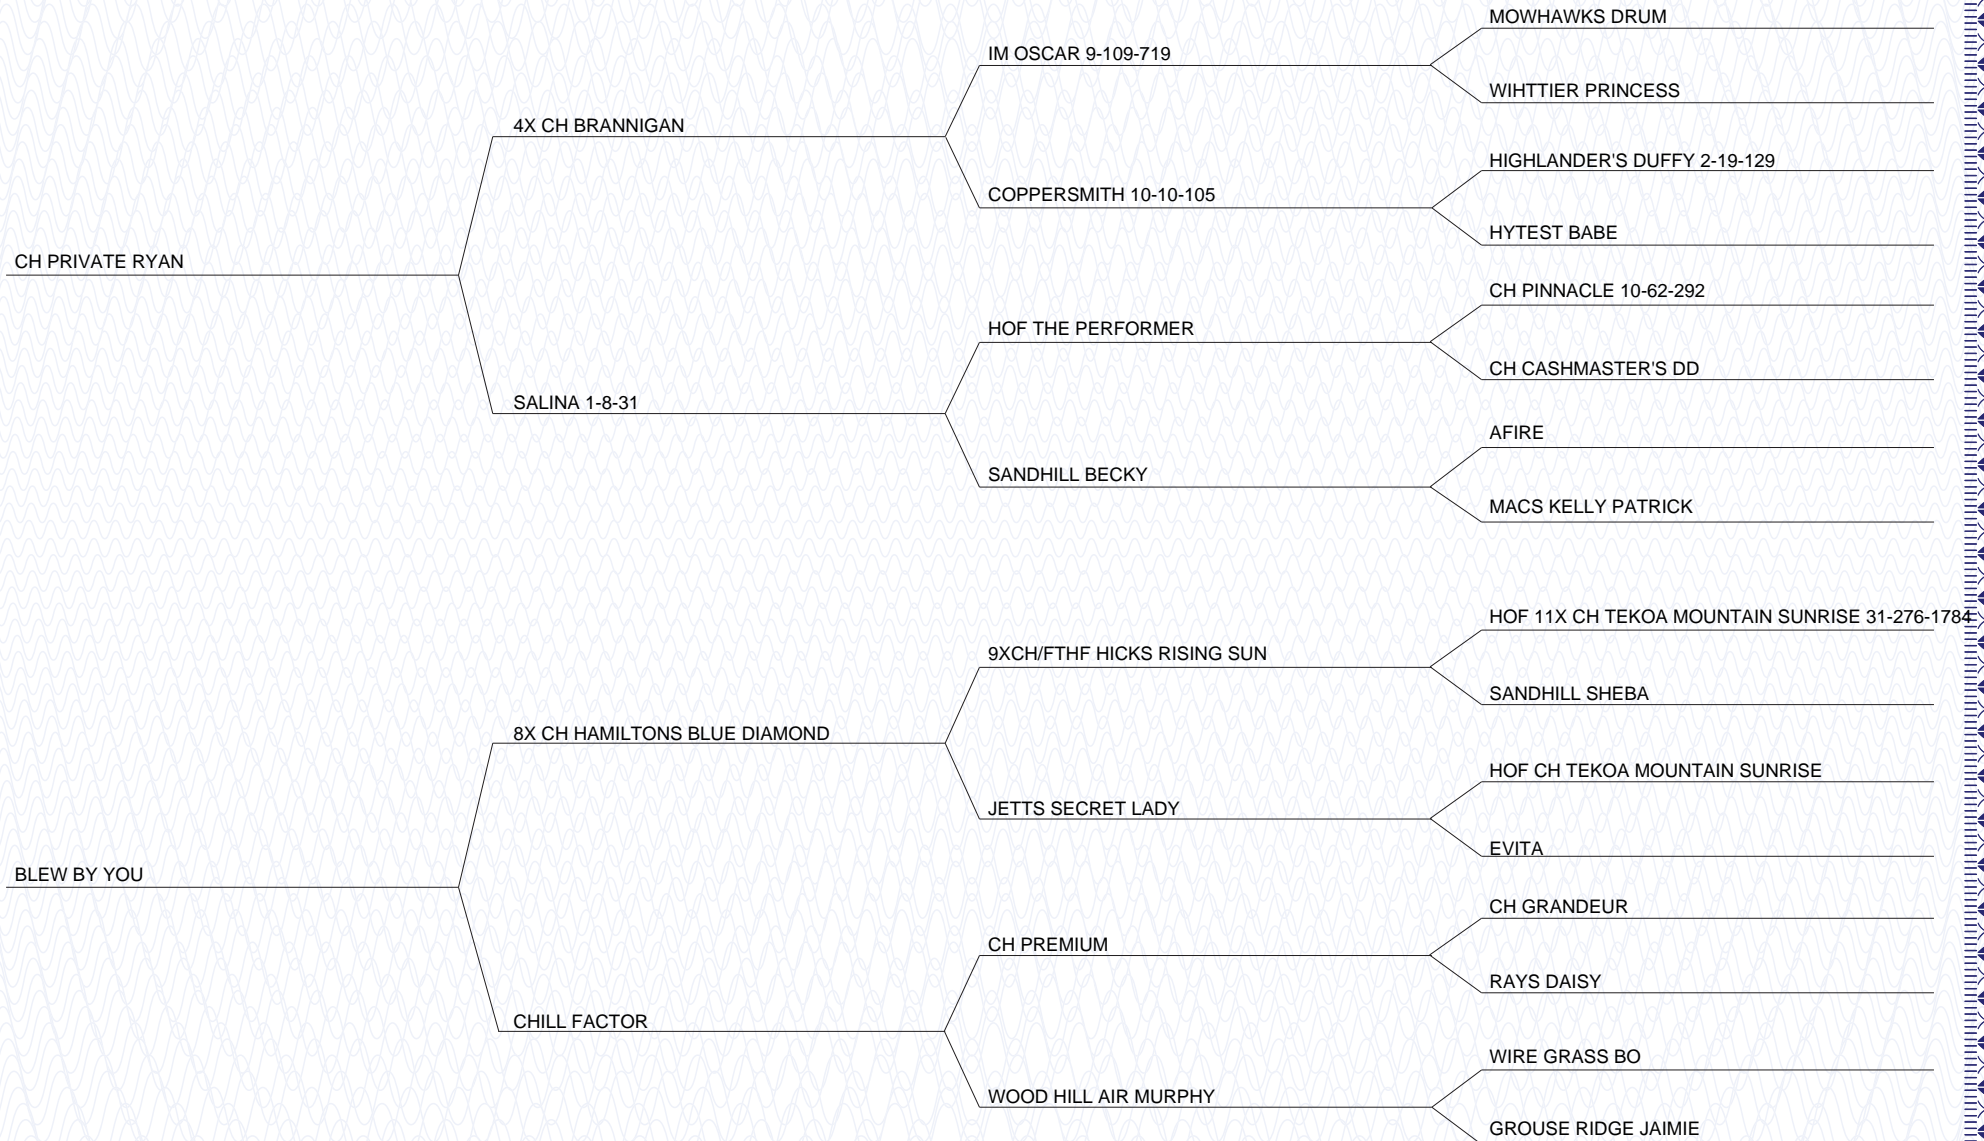 MOWHAWKS DRUM
IM OSCAR 9-109-719
WIHTTIER PRINCESS
4X CH BRANNIGAN
HIGHLANDER'S DUFFY 2-19-129
COPPERSMITH 10-10-105
HYTEST BABE
CH PRIVATE RYAN
CH PINNACLE 10-62-292
HOF THE PERFORMER
CH CASHMASTER'S DD
SALINA 1-8-31
AFIRE
SANDHILL BECKY
MACS KELLY PATRICK
HOF 11X CH TEKOA MOUNTAIN SUNRISE 31-276-1784
9XCH/FTHF HICKS RISING SUN
SANDHILL SHEBA
8X CH HAMILTONS BLUE DIAMOND
HOF CH TEKOA MOUNTAIN SUNRISE
JETTS SECRET LADY
EVITA
BLEW BY YOU
CH GRANDEUR
CH PREMIUM
RAYS DAISY
CHILL FACTOR
WIRE GRASS BO
WOOD HILL AIR MURPHY
GROUSE RIDGE JAIMIE